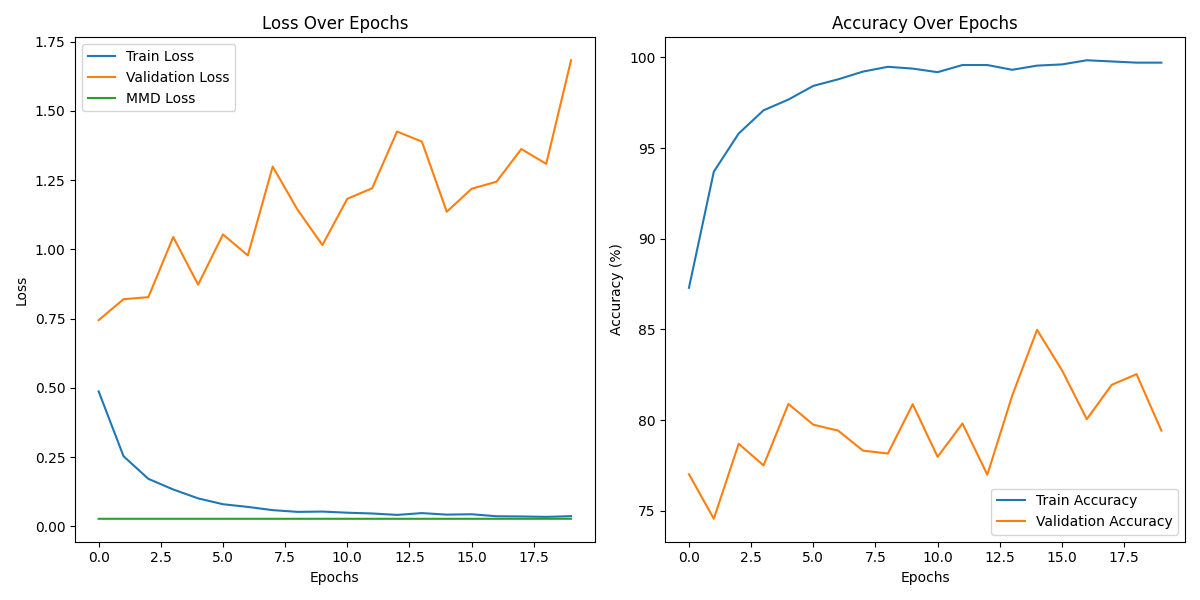 Loss Over Epochs
Train Loss
Validation Loss
MMD Loss
1.75
1.50
1.25
1.00
0.75
0.50
0.25
0.00
Loss
0.0 2.5 5.0 7.5 10.0 12.5 15.0 17.5
Epochs
Accuracy Over Epochs
100
95
90
85
80
75
Accuracy (%)
Train Accuracy
Validation Accuracy
0.0 2.5 5.0 7.5 10.0 12.5 15.0 17.5
Epochs